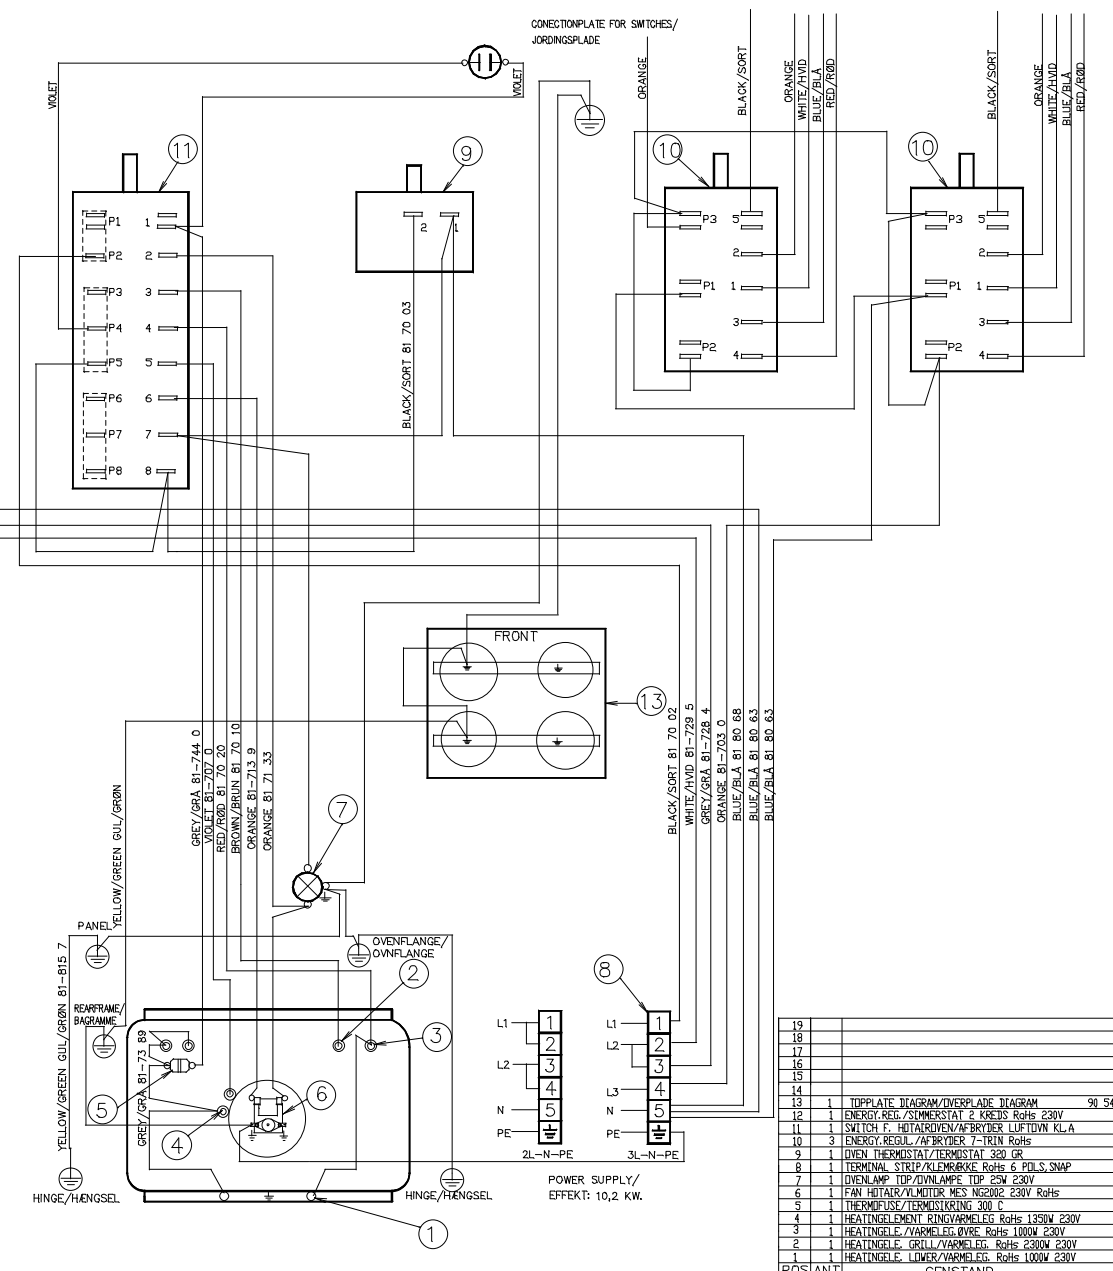 CONECTIONPLATE FOR SWITCHES/
JORDINGSPLADE
VIOLET
VIOLET
ORANGE
BLACK/SORT
ORANGE
WHITE/HVID
BLUE/BLÅ
RED/RØD
BLACK/SORT
ORANGE
WHITE/HVID
BLUE/BLÅ
RED/RØD
11
9
10
10
P1 1
P2 2
P3 3
P4 4
P5 5
P6 6
P7 7
P8 8
2 1
P3 5
2
P1 1
3
P2 4
P3 5
2
P1 1
3
P2 4
BLACK/SORT 81 70 03
FRONT
13
GREY/GRÅ 81-744 0
VIOLET 81-707 0
RED/RØD 81 70 20
BROWN/BRUN 81 70 10
ORANGE 81-713 9
ORANGE 81 71 33
BLACK/SORT 81 70 02
WHITE/HVID 81-729 5
GREY/GRÅ 81-728 4
ORANGE 81-703 0
BLUE/BLÅ 81 80 68
BLUE/BLÅ 81 80 63
BLUE/BLÅ 81 80 63
7
YELLOW/GREEN GUL/GRØN
PANEL
OVENFLANGE/
OVNFLANGE
YELLOW/GREEN GUL/GRØN 81-815 7
REARFRAME/
BAGRAMME
GREY/GRÅ 81-73 89
2
3
5
4
6
1
8
HINGE/HÆNGSEL
HINGE/HÆNGSEL
L1 1
2
L2 3
4
N 5
PE
2L-N-PE
L1 1
L2 2
3
L3 4
N 5
PE
3L-N-PE
POWER SUPPLY/
EFFEKT: 10,2 KW.
19
18
17
16
15
14
13 1 TOPPLATE DIAGRAM/OVERPLADE DIAGRAM 90 54
12 1 ENERGY.REG./SIMMERSTAT 2 KREDS RoHs 230V
11 1 SWITCH F. HOTAIROVEN/AFBRYDER LUFTOVN KL.A
10 3 ENERGY.REGUL./AFBRYDER 7-TRIN RoHs
9 1 OVEN THERMOSTAT/TERMOSTAT 320 GR
8 1 TERMINAL STRIP/KLEMRÆKKE RoHs 6 POLS,SNAP
7 1 OVENLAMP TOP/OVNLAMPE TOP 25W 230V
6 1 FAN HOTAIR/VLMOTOR MES NG2002 230V RoHs
5 1 THERMOFUSE/TERMOSIKRING 300 C
4 1 HEATINGELEMENT RINGVARMELEG RoHs 1350W 230V
3 1 HEATINGELE./VARMELEG.ØVRE RoHs 1000W 230V
2 1 HEATINGELE. GRILL/VARMELEG. RoHs 2300W 230V
1 1 HEATINGELE. LOWER/VARMELEG. RoHs 1000W 230V
POS ANT GENSTAND